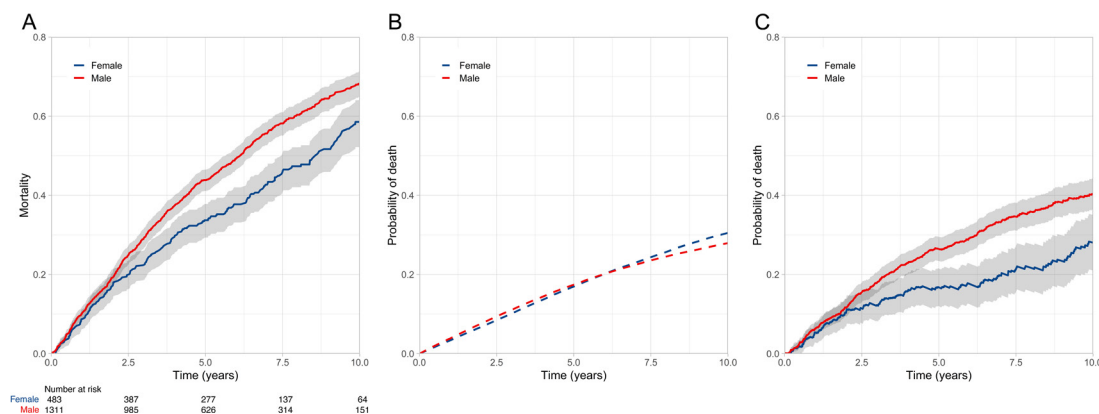 A
0.8
0.6
0.4
0.2
0.0
Mortality
Female
Male
0.0 2.5 5.0 7.5 10.0
Time (years)
Number at risk
Female 483 387 277 137 64
Male 1311 985 626 314 151
B
0.8
0.6
0.4
0.2
0.0
Probability of death
Female
Male
0.0 2.5 5.0 7.5 10.0
Time (years)
C
0.8
0.6
0.4
0.2
0.0
Probability of death
Female
Male
0.0 2.5 5.0 7.5 10.0
Time (years)